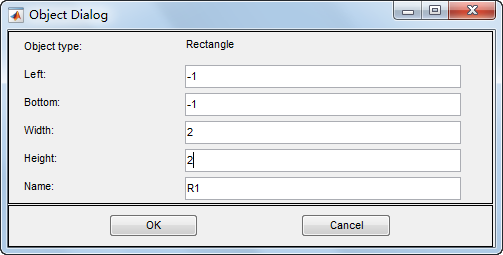 Object Dialog
Object type: Rectangle
Left: -1
Bottom: -1
Width: 2
Height: 2
Name: R1
OK Cancel